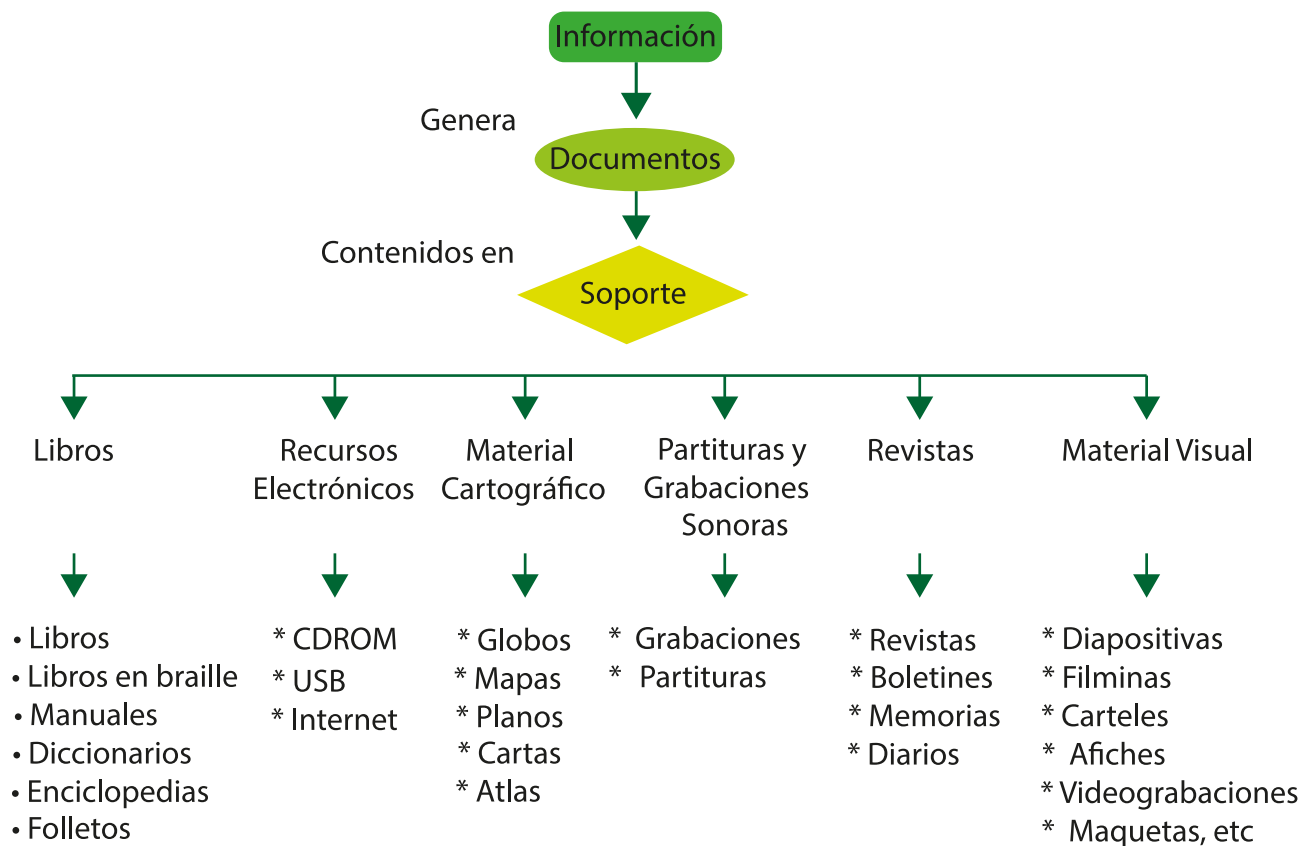 Información
Genera
Documentos
Contenidos en
Soporte
Libros
Recursos
Electrónicos
Material
Cartográfico
Partituras y
Grabaciones
Sonoras
Revistas
Material Visual
• Libros
• Libros en braille
• Manuales
• Diccionarios
• Enciclopedias
• Folletos
* CDROM
* USB
* Internet
* Globos
* Mapas
* Planos
* Cartas
* Atlas
* Grabaciones
* Partituras
* Revistas
* Boletines
* Memorias
* Diarios
* Diapositivas
* Filminas
* Carteles
* Afiches
* Videograbaciones
* Maquetas, etc